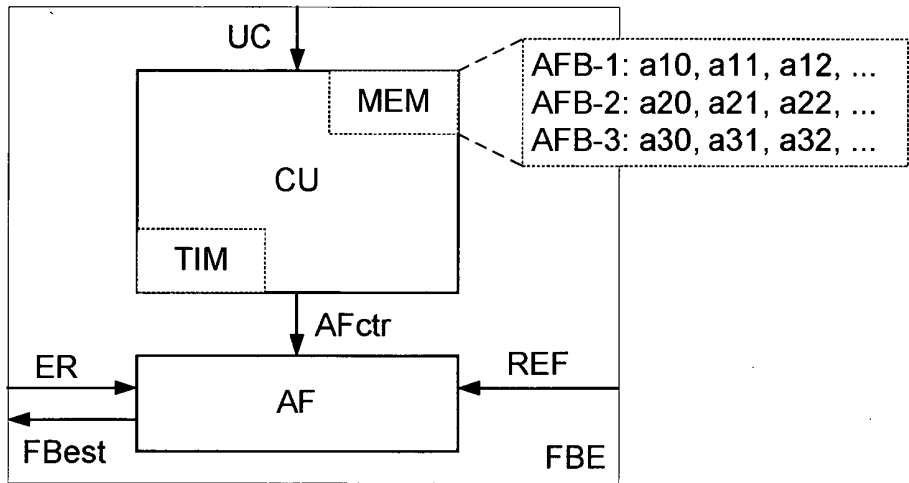 UC
MEM
AFB-1: a10, a11, a12, ...
AFB-2: a20, a21, a22, ...
AFB-3: a30, a31, a32, ...
CU
TIM
AFctr
ER
REF
AF
FBest
FBE